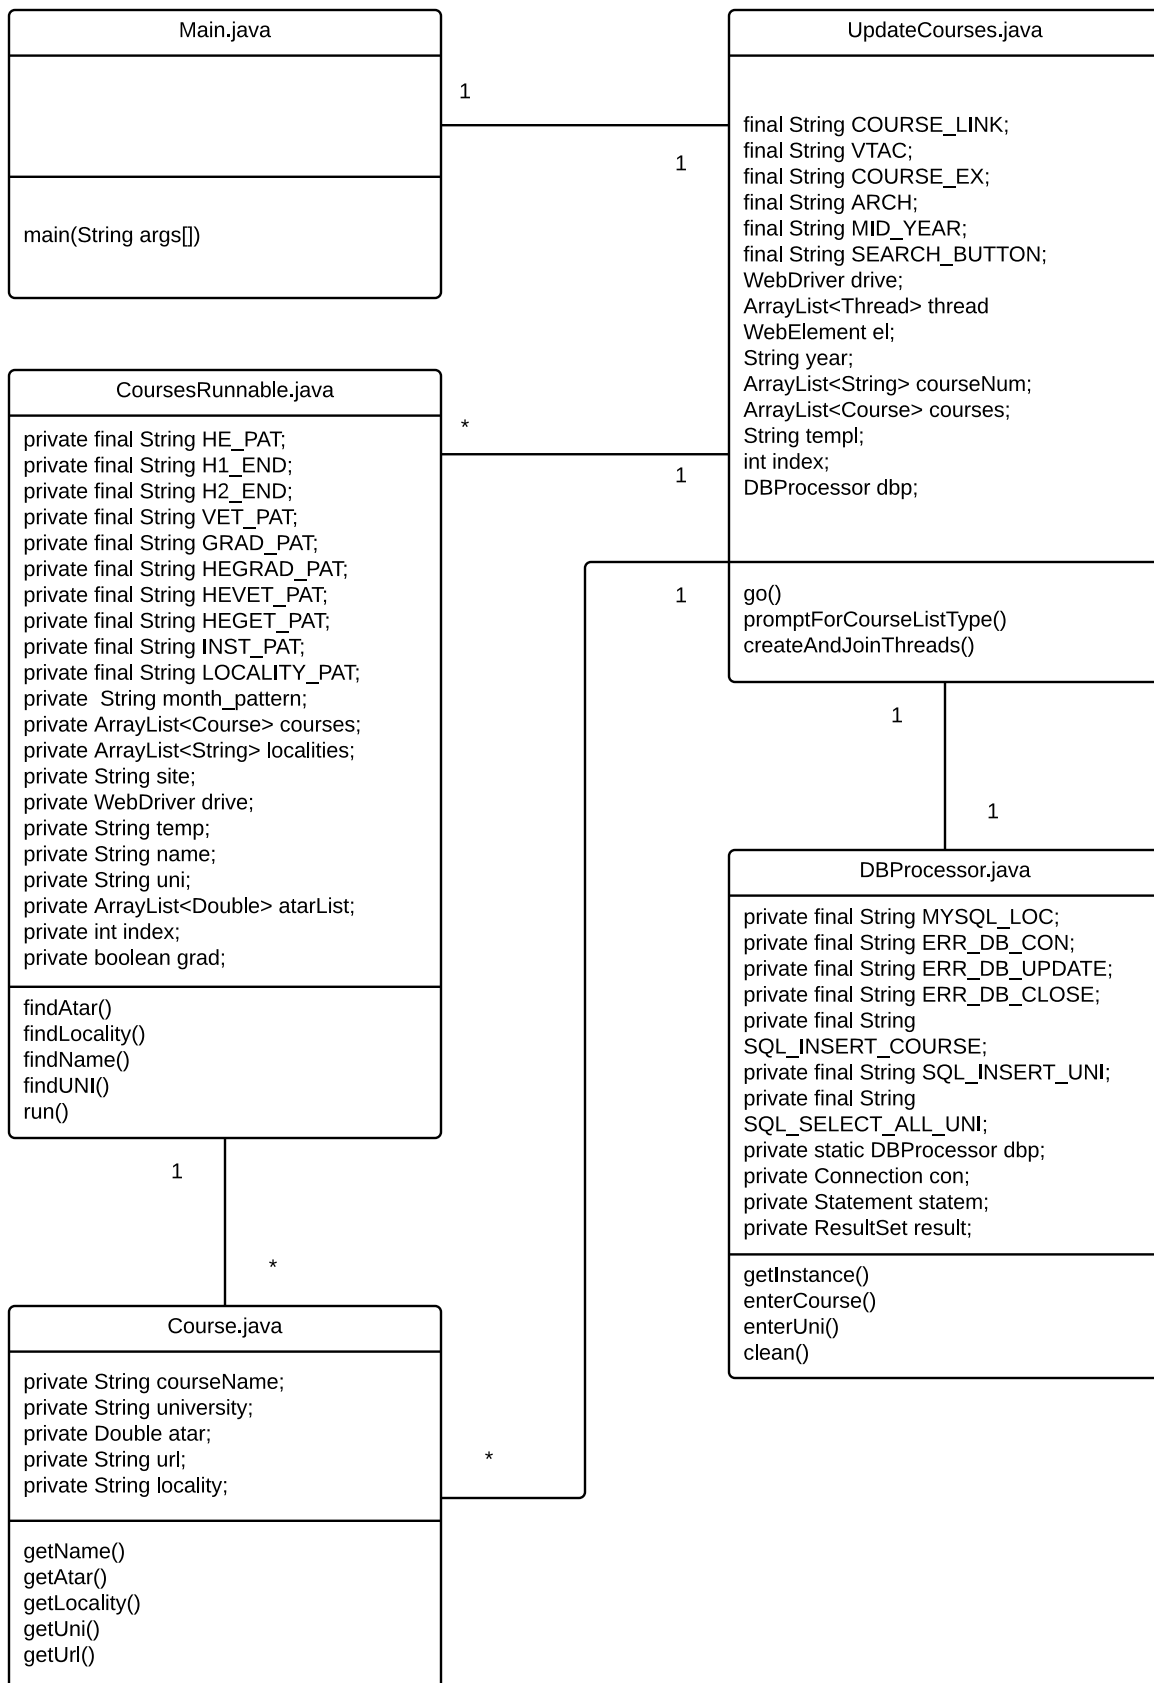 Main.java
main(String args[])
1
1
UpdateCourses.java
final String COURSE_LINK;
final String VTAC;
final String COURSE_EX;
final String ARCH;
final String MID_YEAR;
final String SEARCH_BUTTON;
WebDriver drive;
ArrayList<Thread> thread
WebElement el;
String year;
ArrayList<String> courseNum;
ArrayList<Course> courses;
String templ;
int index;
DBProcessor dbp;
go()
promptForCourseListType()
createAndJoinThreads()
CoursesRunnable.java
private final String HE_PAT;
private final String H1_END;
private final String H2_END;
private final String VET_PAT;
private final String GRAD_PAT;
private final String HEGRAD_PAT;
private final String HEVET_PAT;
private final String HEGET_PAT;
private final String INST_PAT;
private final String LOCALITY_PAT;
private  String month_pattern;
private ArrayList<Course> courses;
private ArrayList<String> localities;
private String site;
private WebDriver drive;
private String temp;
private String name;
private String uni;
private ArrayList<Double> atarList;
private int index;
private boolean grad;
findAtar()
findLocality()
findName()
findUNI()
run()
*
1
1
1
1
DBProcessor.java
private final String MYSQL_LOC;
private final String ERR_DB_CON;
private final String ERR_DB_UPDATE;
private final String ERR_DB_CLOSE;
private final String
SQL_INSERT_COURSE;
private final String SQL_INSERT_UNI;
private final String
SQL_SELECT_ALL_UNI;
private static DBProcessor dbp;
private Connection con;
private Statement statem;
private ResultSet result;
getInstance()
enterCourse()
enterUni()
clean()
1
*
Course.java
private String courseName;
private String university;
private Double atar;
private String url;
private String locality;
getName()
getAtar()
getLocality()
getUni()
getUrl()
*